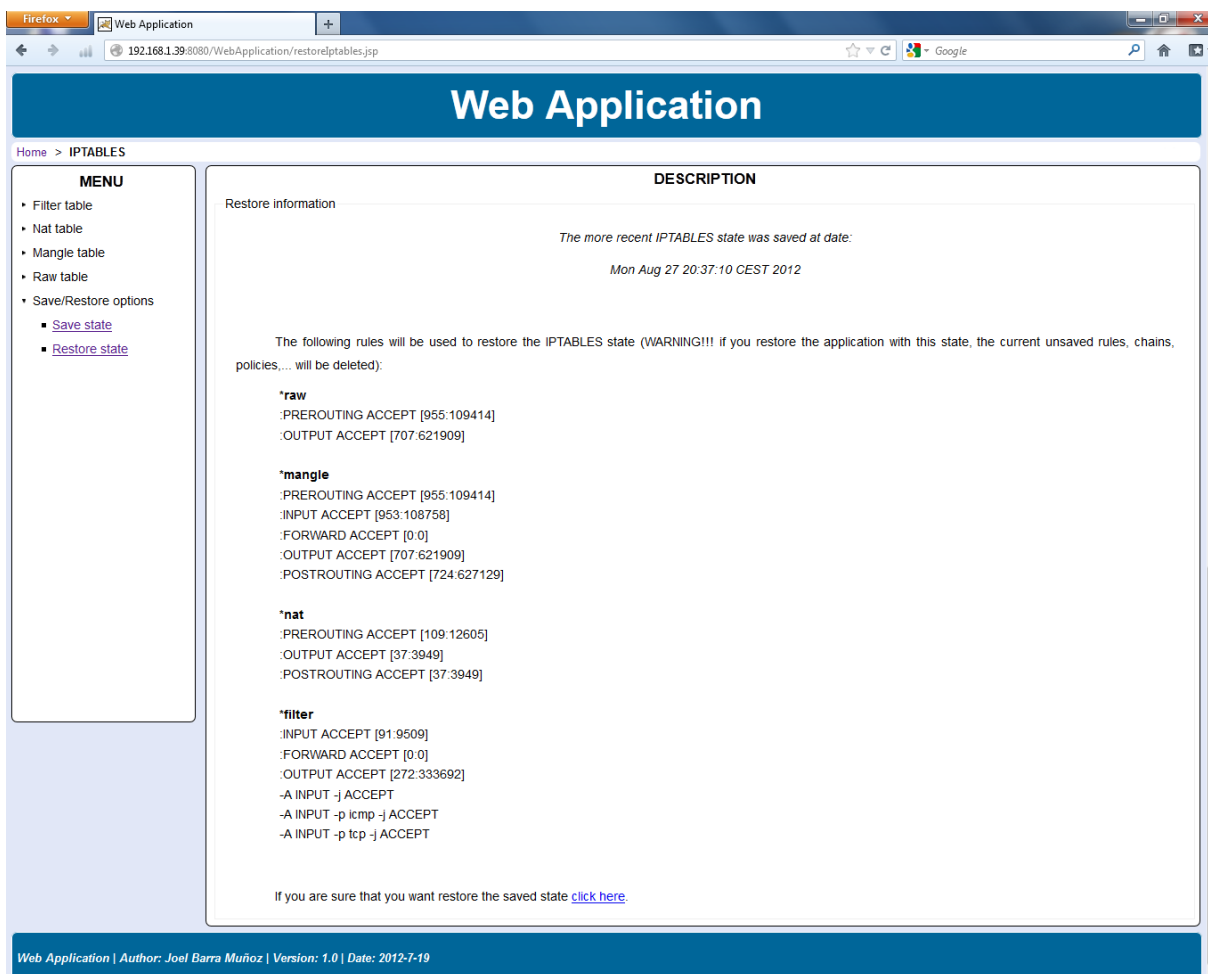 Firefox
Web Application
192.168.1.39:8080/WebApplication/restoreIptables.jsp
Google
Web Application
Home > IPTABLES
MENU
Filter table
Nat table
Mangle table
Raw table
Save/Restore options
Save state
Restore state
DESCRIPTION
Restore information
The more recent IPTABLES state was saved at date:
Mon Aug 27 20:37:10 CEST 2012
The following rules will be used to restore the IPTABLES state (WARNING!!! if you restore the application with this state, the current unsaved rules, chains,
policies,... will be deleted):
*raw
:PREROUTING ACCEPT [955:109414]
:OUTPUT ACCEPT [707:621909]
*mangle
:PREROUTING ACCEPT [955:109414]
:INPUT ACCEPT [953:108758]
:FORWARD ACCEPT [0:0]
:OUTPUT ACCEPT [707:621909]
:POSTROUTING ACCEPT [724:627129]
*nat
:PREROUTING ACCEPT [109:12605]
:OUTPUT ACCEPT [37:3949]
:POSTROUTING ACCEPT [37:3949]
*filter
:INPUT ACCEPT [91:9509]
:FORWARD ACCEPT [0:0]
:OUTPUT ACCEPT [272:333692]
-A INPUT -j ACCEPT
-A INPUT -p icmp -j ACCEPT
-A INPUT -p tcp -j ACCEPT
If you are sure that you want restore the saved state click here.
Web Application | Author: Joel Barra Muñoz | Version: 1.0 | Date: 2012-7-19